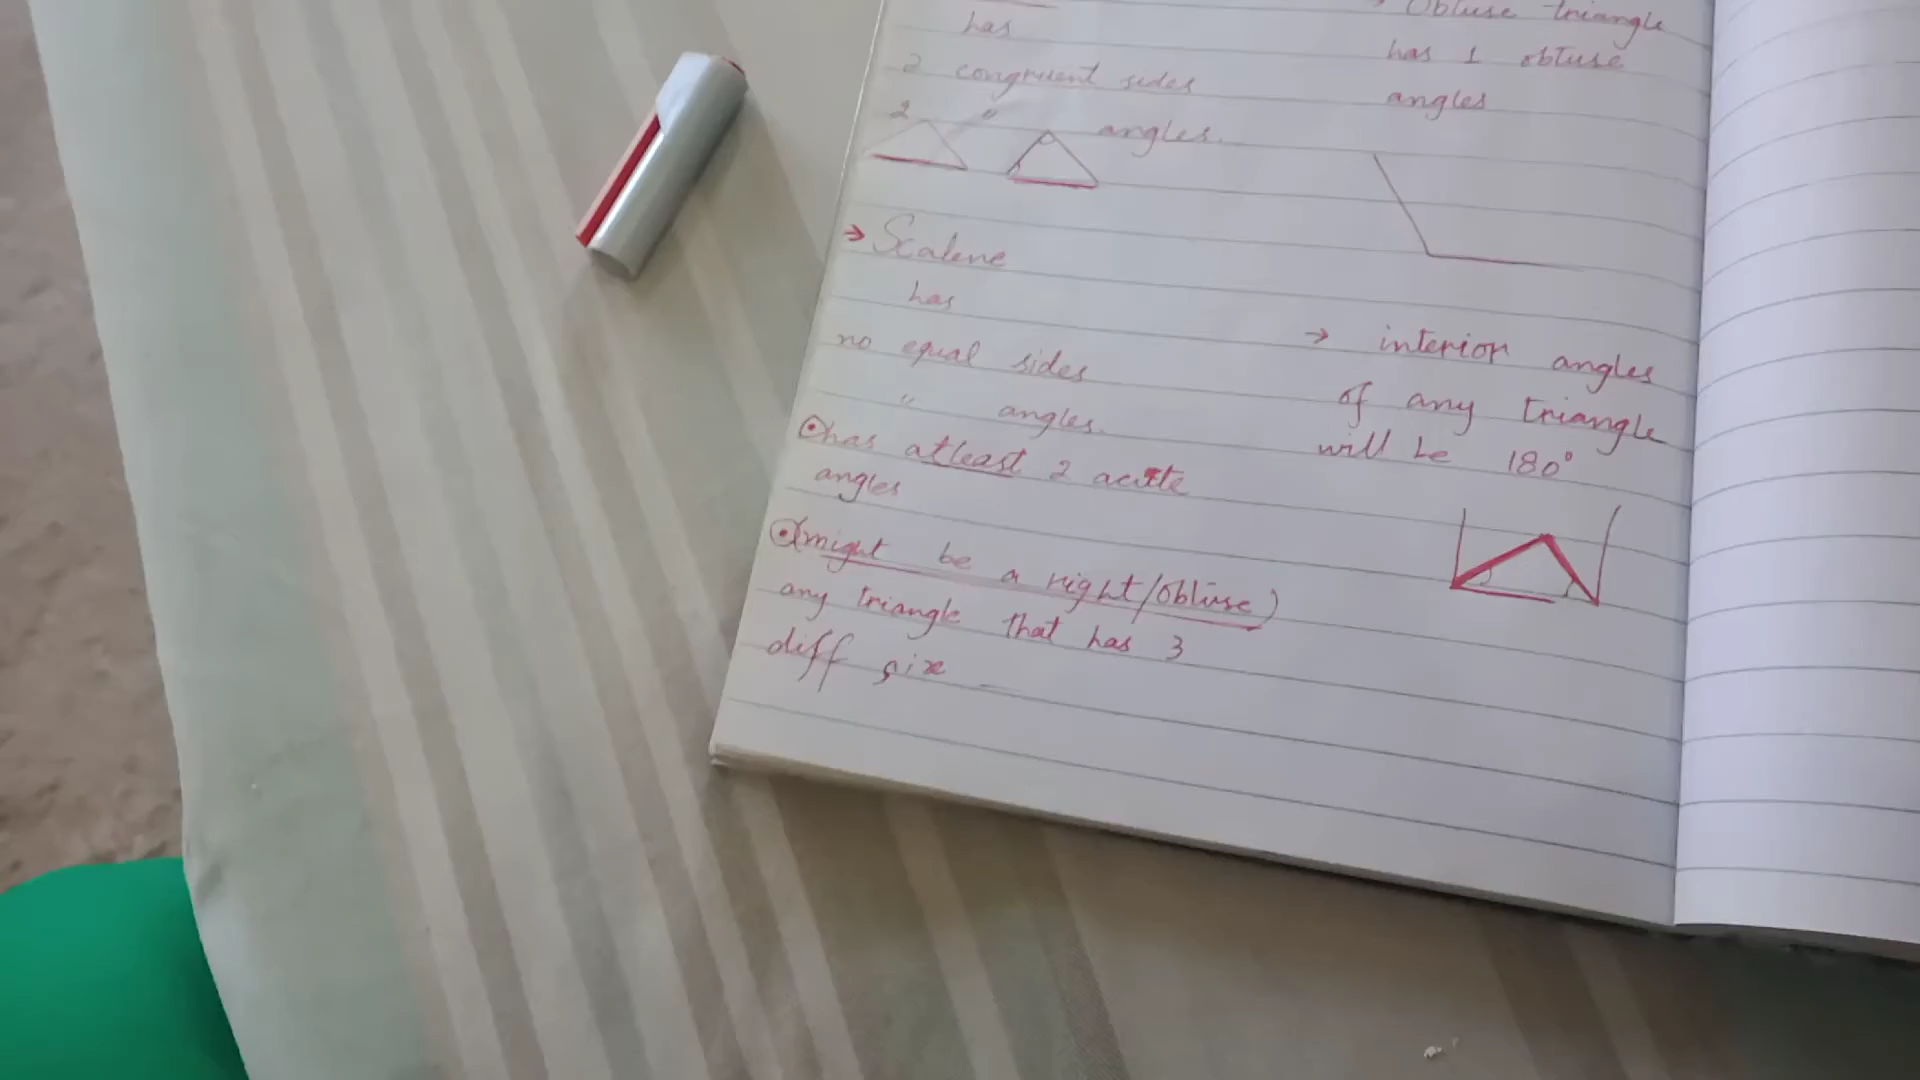 has
2 congruent sides
2 " angles.
→ Scalene
has
no equal sides
" angles.
has atleast 2 acute
angles
might be a right/obtuse)
any triangle that has 3
diff six
→ Obtuse triangle
has 1 obtuse
angles
→ interior angles
of any triangle
will be 180°